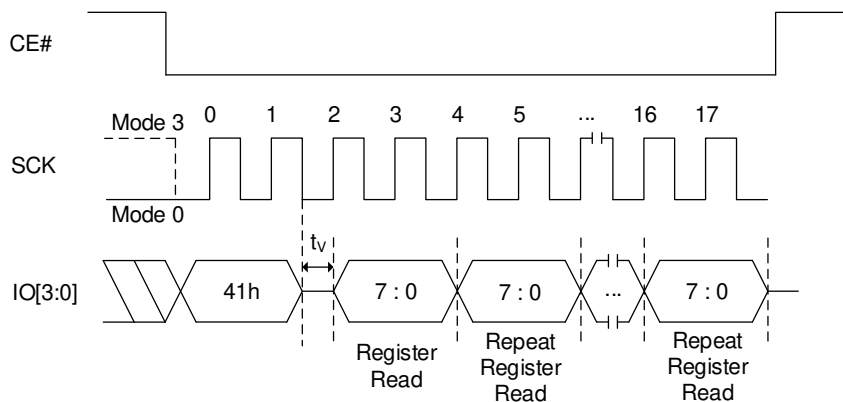 CE#
Mode 3 0 1 2 3 4 5 ... 16 17
SCK
Mode 0
tV
IO[3:0] 41h 7 : 0 7 : 0 ... 7 : 0
Register
Read
Repeat
Register
Read
Repeat
Register
Read